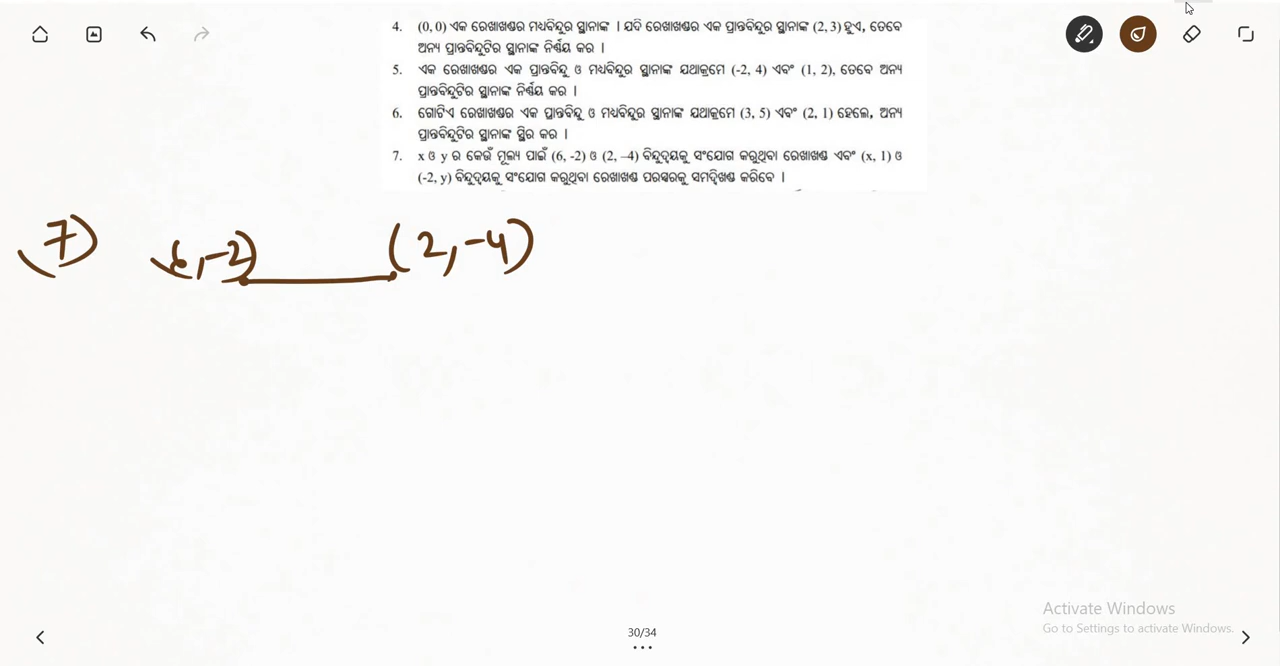 4. (0, 0) ଏକ ରେଖାଖଣ୍ଡର ମଧ୍ୟବିନ୍ଦୁର ସ୍ଥାନାଙ୍କ । ଯଦି ରେଖାଖଣ୍ଡର ଏକ ପ୍ରାନ୍ତବିନ୍ଦୁର ସ୍ଥାନାଙ୍କ (2, 3) ହୁଏ, ତେବେ
ଅନ୍ୟ ପ୍ରାନ୍ତବିନ୍ଦୁଟିର ସ୍ଥାନାଙ୍କ ନିର୍ଣ୍ଣୟ କର ।
5. ଏକ ରେଖାଖଣ୍ଡର ଏକ ପ୍ରାନ୍ତବିନ୍ଦୁ ଓ ମଧ୍ୟବିନ୍ଦୁର ସ୍ଥାନାଙ୍କ ଯଥାକ୍ରମେ (-2, 4) ଏବଂ (1, 2), ତେବେ ଅନ୍ୟ
ପ୍ରାନ୍ତବିନ୍ଦୁଟିର ସ୍ଥାନାଙ୍କ ନିର୍ଣ୍ଣୟ କର ।
6. ଗୋଟିଏ ରେଖାଖଣ୍ଡର ଏକ ପ୍ରାନ୍ତବିନ୍ଦୁ ଓ ମଧ୍ୟବିନ୍ଦୁର ସ୍ଥାନାଙ୍କ ଯଥାକ୍ରମେ (3, 5) ଏବଂ (2, 1) ହେଲେ, ଅନ୍ୟ
ପ୍ରାନ୍ତବିନ୍ଦୁଟିର ସ୍ଥାନାଙ୍କ ସ୍ଥିର କର ।
7. x ଓ y ର କେଉଁ ମୂଲ୍ୟ ପାଇଁ (6, -2) ଓ (2, –4) ବିନ୍ଦୁଦ୍ୱୟକୁ ସଂଯୋଗ କରୁଥିବା ରେଖାଖଣ୍ଡ ଏବଂ (x, 1) ଓ
(-2, y) ବିନ୍ଦୁଦ୍ୱୟକୁ ସଂଯୋଗ କରୁଥିବା ରେଖାଖଣ୍ଡ ପରସ୍ପରକୁ ସମଦ୍ୱିଖଣ୍ଡ କରିବେ ।
(7) (6,-2) (2,-4)
Activate Windows
Go to Settings to activate Windows.
30/34